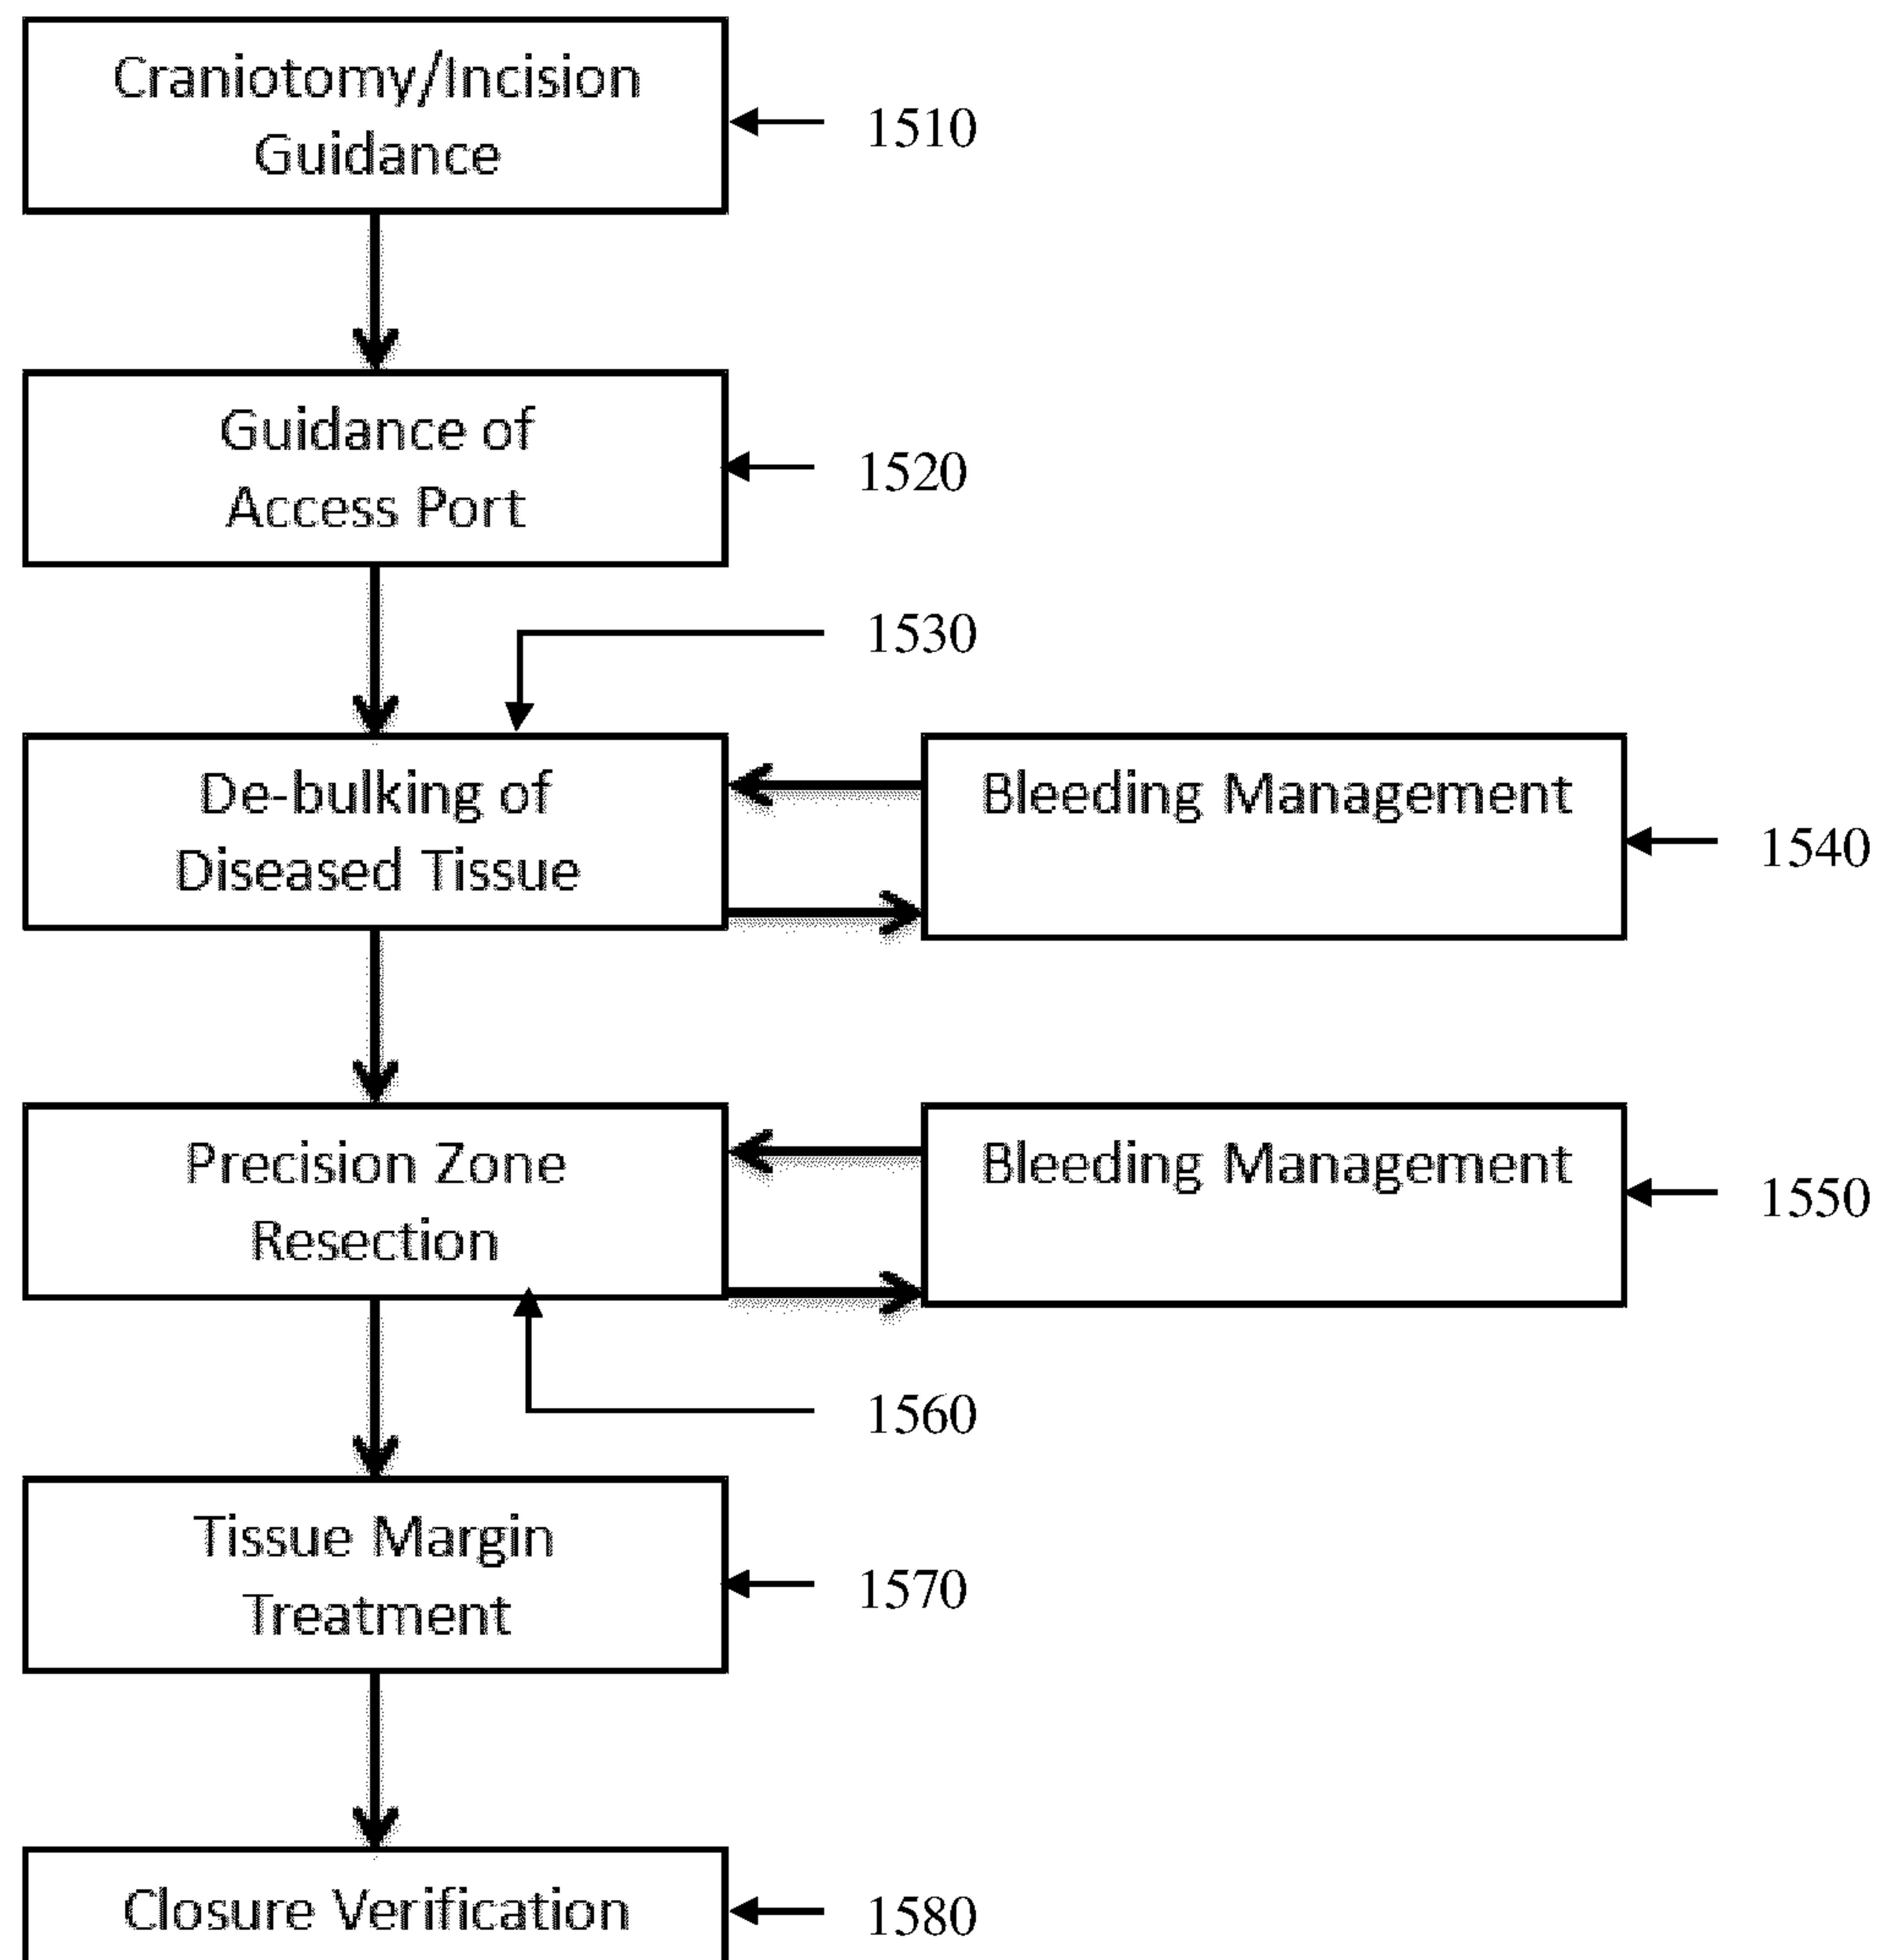 Craniotomy/Incision
Guidance
1510
Guidance of
Access Port
1520
1530
De-bulking of
Diseased Tissue
Bleeding Management
1540
Precision Zone
Resection
Bleeding Management
1550
1560
Tissue Margin
Treatment
1570
Closure Verification
1580